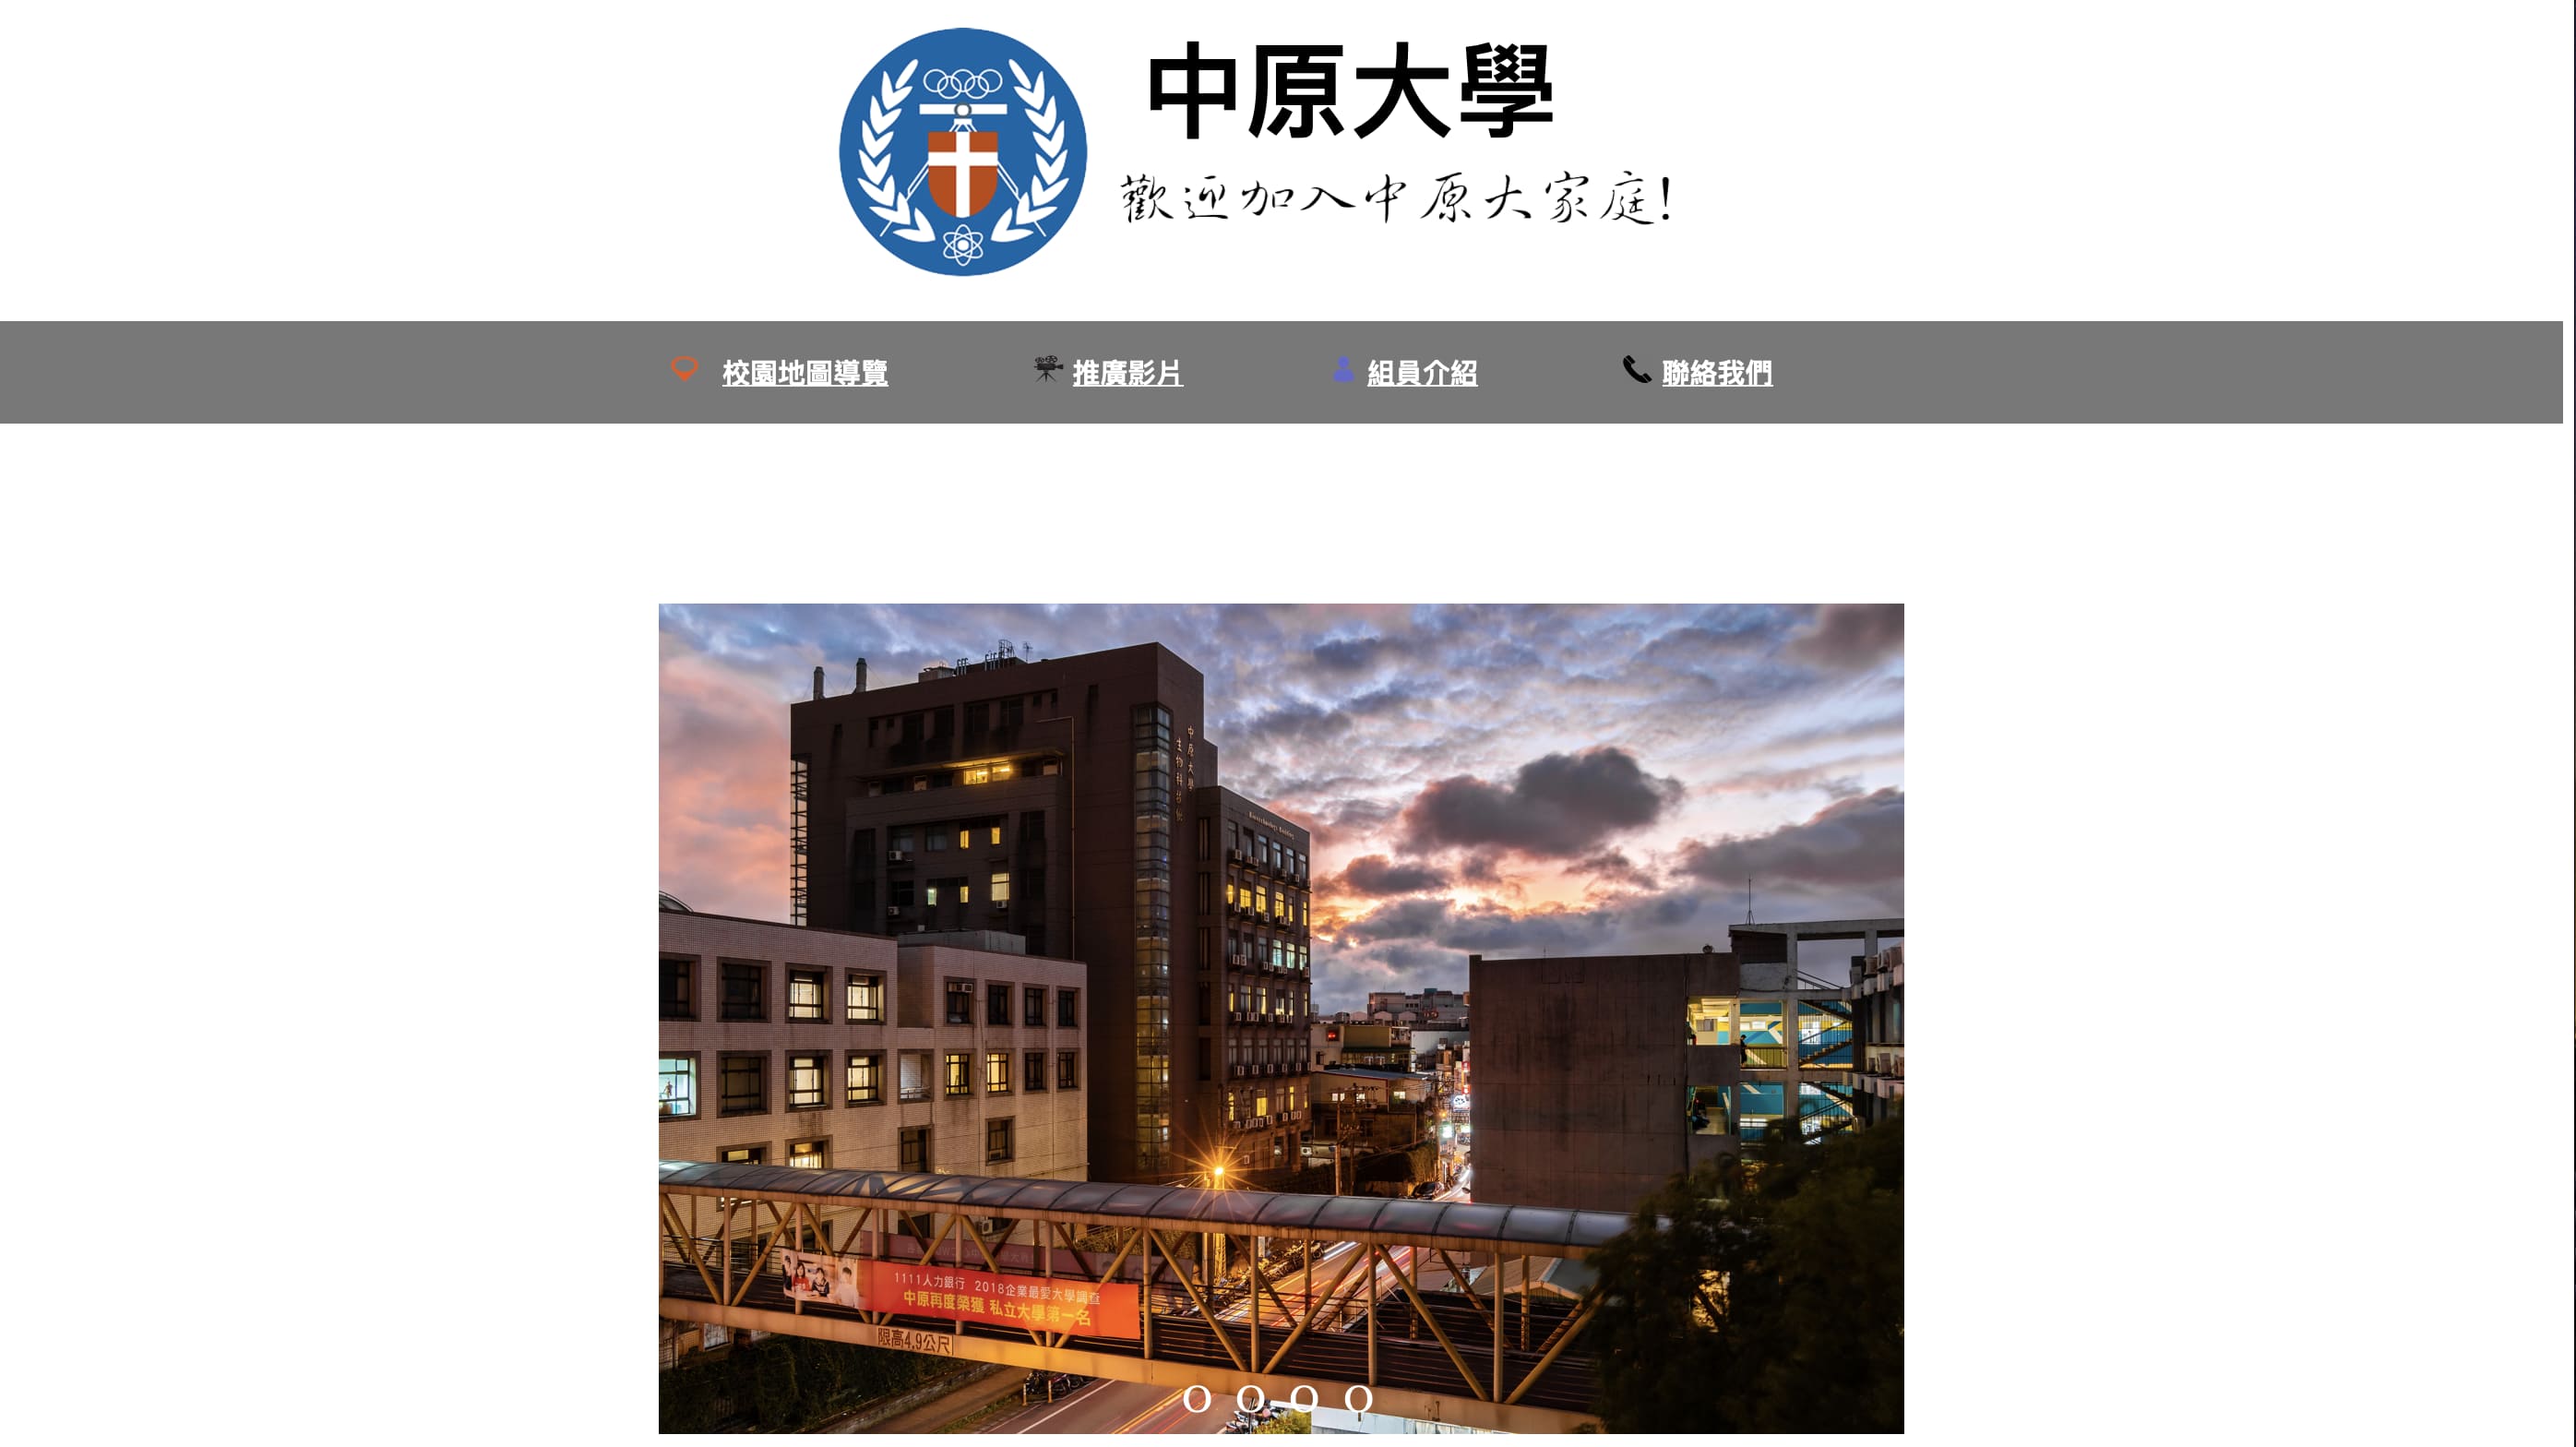 中原大學
歡迎加入中原大家庭!
校園地圖導覽 推廣影片 組員介紹 聯絡我們
中原大學
生物科技館
Biotechnology Building
1111人力銀行 2018企業最愛大學調查
中原再度榮獲 私立大學第一名
限高4.9公尺